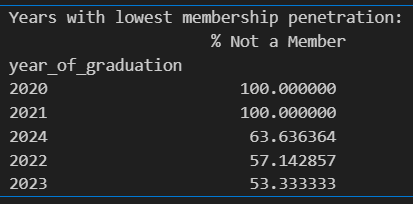 Years with lowest membership penetration:
% Not a Member
year_of_graduation
2020 100.000000
2021 100.000000
2024 63.636364
2022 57.142857
2023 53.333333